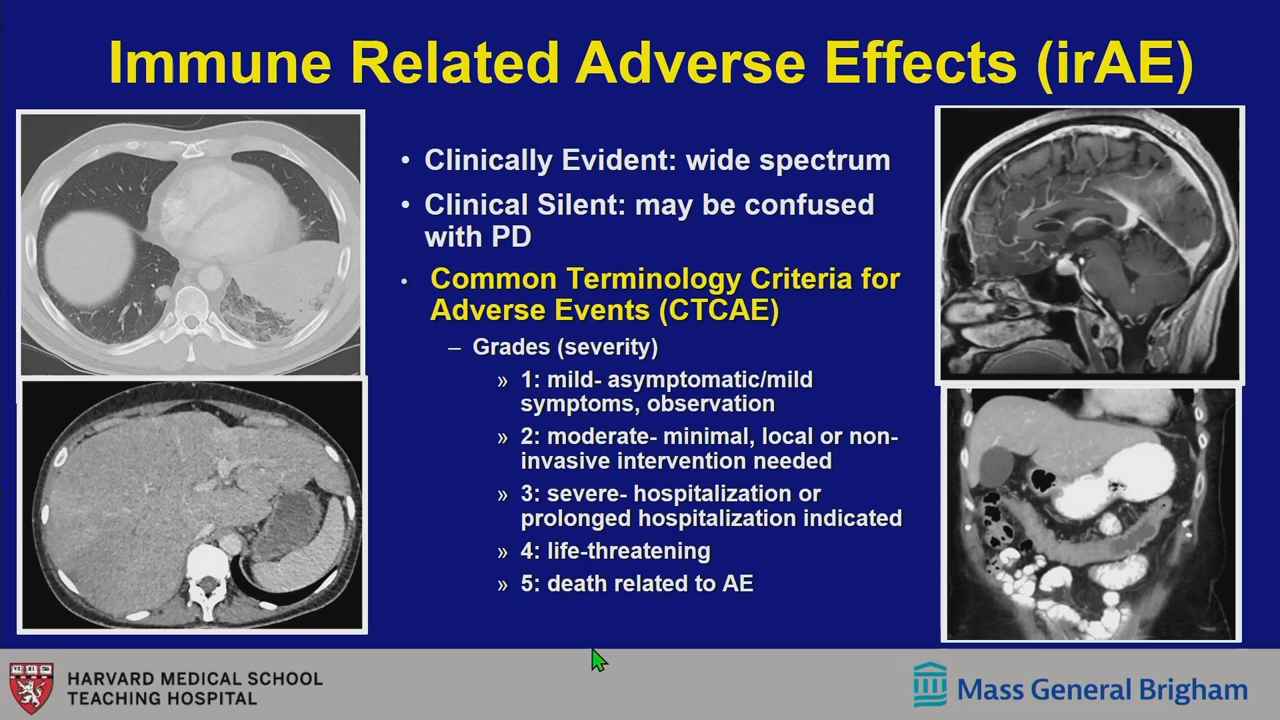 Immune Related Adverse Effects (irAE)
• Clinically Evident: wide spectrum
• Clinical Silent: may be confused
with PD
• Common Terminology Criteria for
Adverse Events (CTCAE)
– Grades (severity)
» 1: mild- asymptomatic/mild
symptoms, observation
» 2: moderate- minimal, local or non-
invasive intervention needed
» 3: severe- hospitalization or
prolonged hospitalization indicated
» 4: life-threatening
» 5: death related to AE
HARVARD MEDICAL SCHOOL
TEACHING HOSPITAL
Mass General Brigham